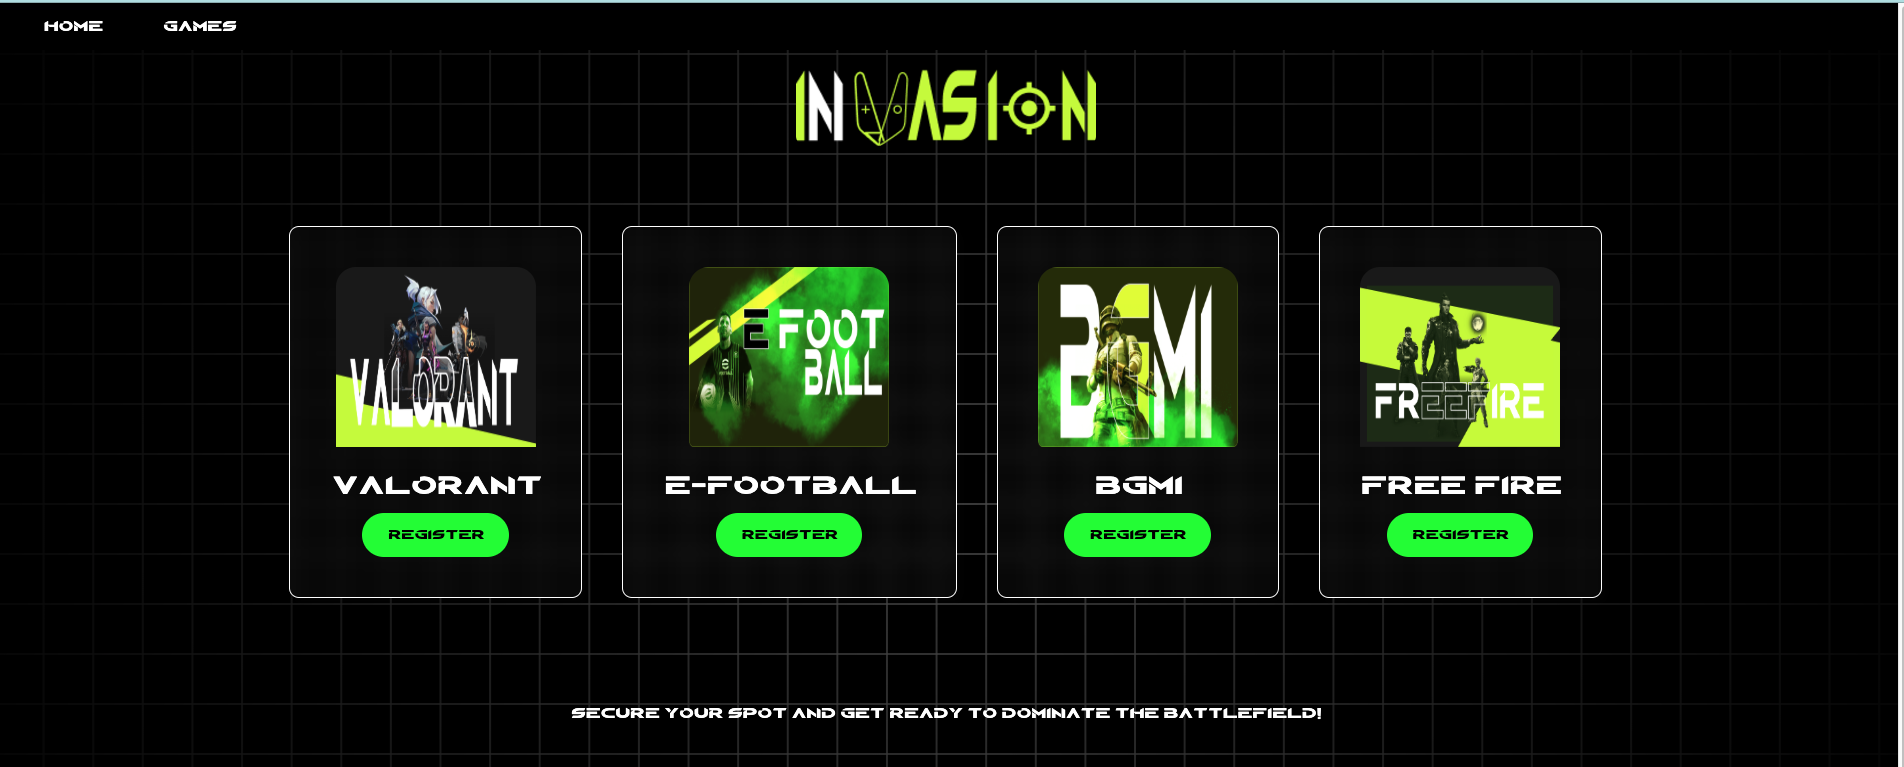 HOME GAMES
INVASION
VALORANT
E FOOT
BALL
BGMI
FREEFIRE
VALORANT E-FOOTBALL BGMI FREE FIRE
REGISTER REGISTER REGISTER REGISTER
SECURE YOUR SPOT AND GET READY TO DOMINATE THE BATTLEFIELD!